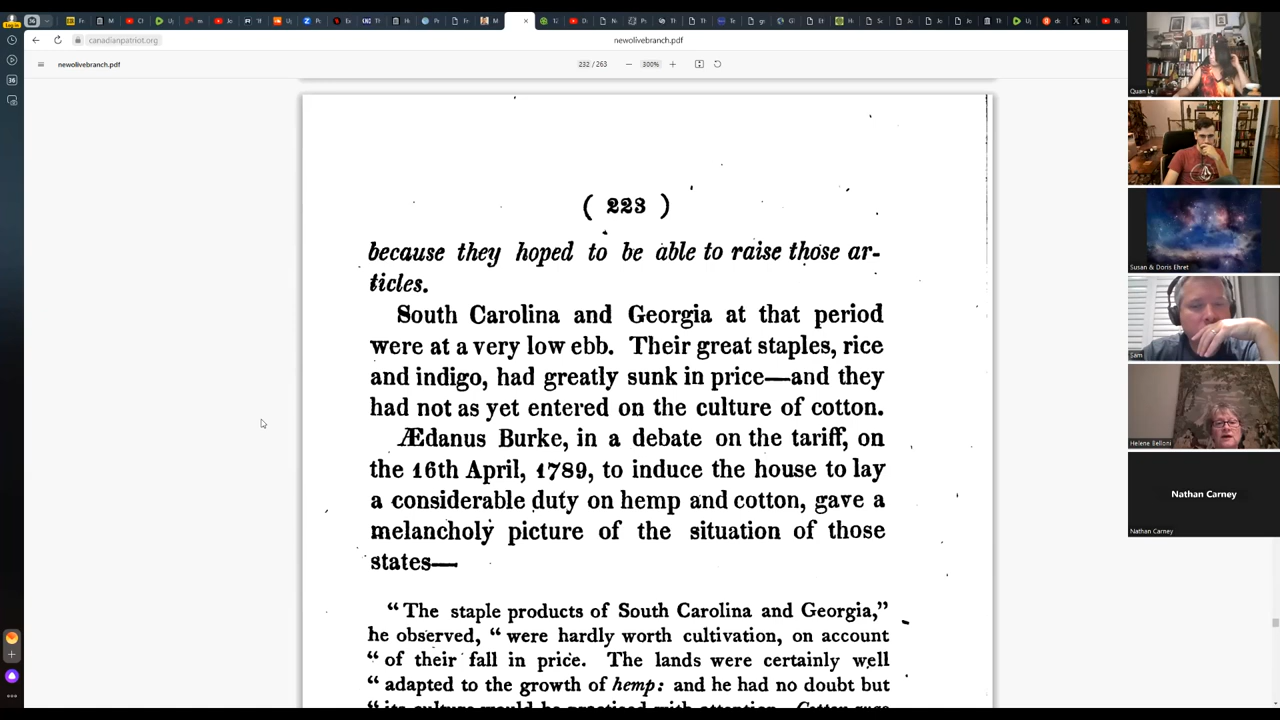 canadianpatriot.org
newolivebranch.pdf
newolivebranch.pdf
232 / 263
300%
( 223 )
because they hoped to be able to raise those ar-
ticles.
South Carolina and Georgia at that period
were at a very low ebb. Their great staples, rice
and indigo, had greatly sunk in price—and they
had not as yet entered on the culture of cotton.
Ædanus Burke, in a debate on the tariff, on
the 16th April, 1789, to induce the house to lay
a considerable duty on hemp and cotton, gave a
melancholy picture of the situation of those
states—
“ The staple products of South Carolina and Georgia,”
he observed, “ were hardly worth cultivation, on account
“ of their fall in price. The lands were certainly well
“ adapted to the growth of hemp: and he had no doubt but
Quan Le
Susan & Doris Ehret
Sam
Helene Belloni
Nathan Carney
Nathan Carney